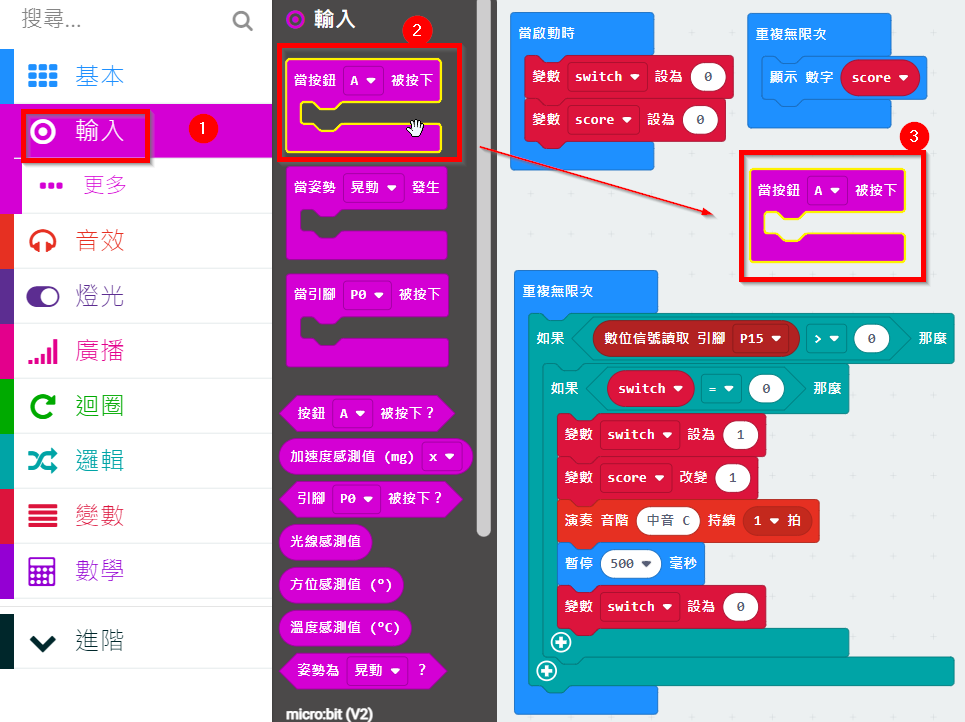 搜尋...
基本
輸入
1
更多
音效
燈光
廣播
迴圈
邏輯
變數
數學
進階
輸入
2
當按鈕 A 被按下
當姿勢 晃動 發生
當引腳 P0 被按下
按鈕 A 被按下？
加速度感測值 (mg) x
引腳 P0 被按下？
光線感測值
方位感測值 (º)
溫度感測值 (ºC)
姿勢為 晃動 ？
micro:bit (V2)
當啟動時
變數 switch 設為 0
變數 score 設為 0
重複無限次
顯示 數字 score
3
當按鈕 A 被按下
重複無限次
如果 數位信號讀取 引腳 P15 > 0 那麼
如果 switch = 0 那麼
變數 switch 設為 1
變數 score 改變 1
演奏 音階 中音 C 持續 1 拍
暫停 500 毫秒
變數 switch 設為 0